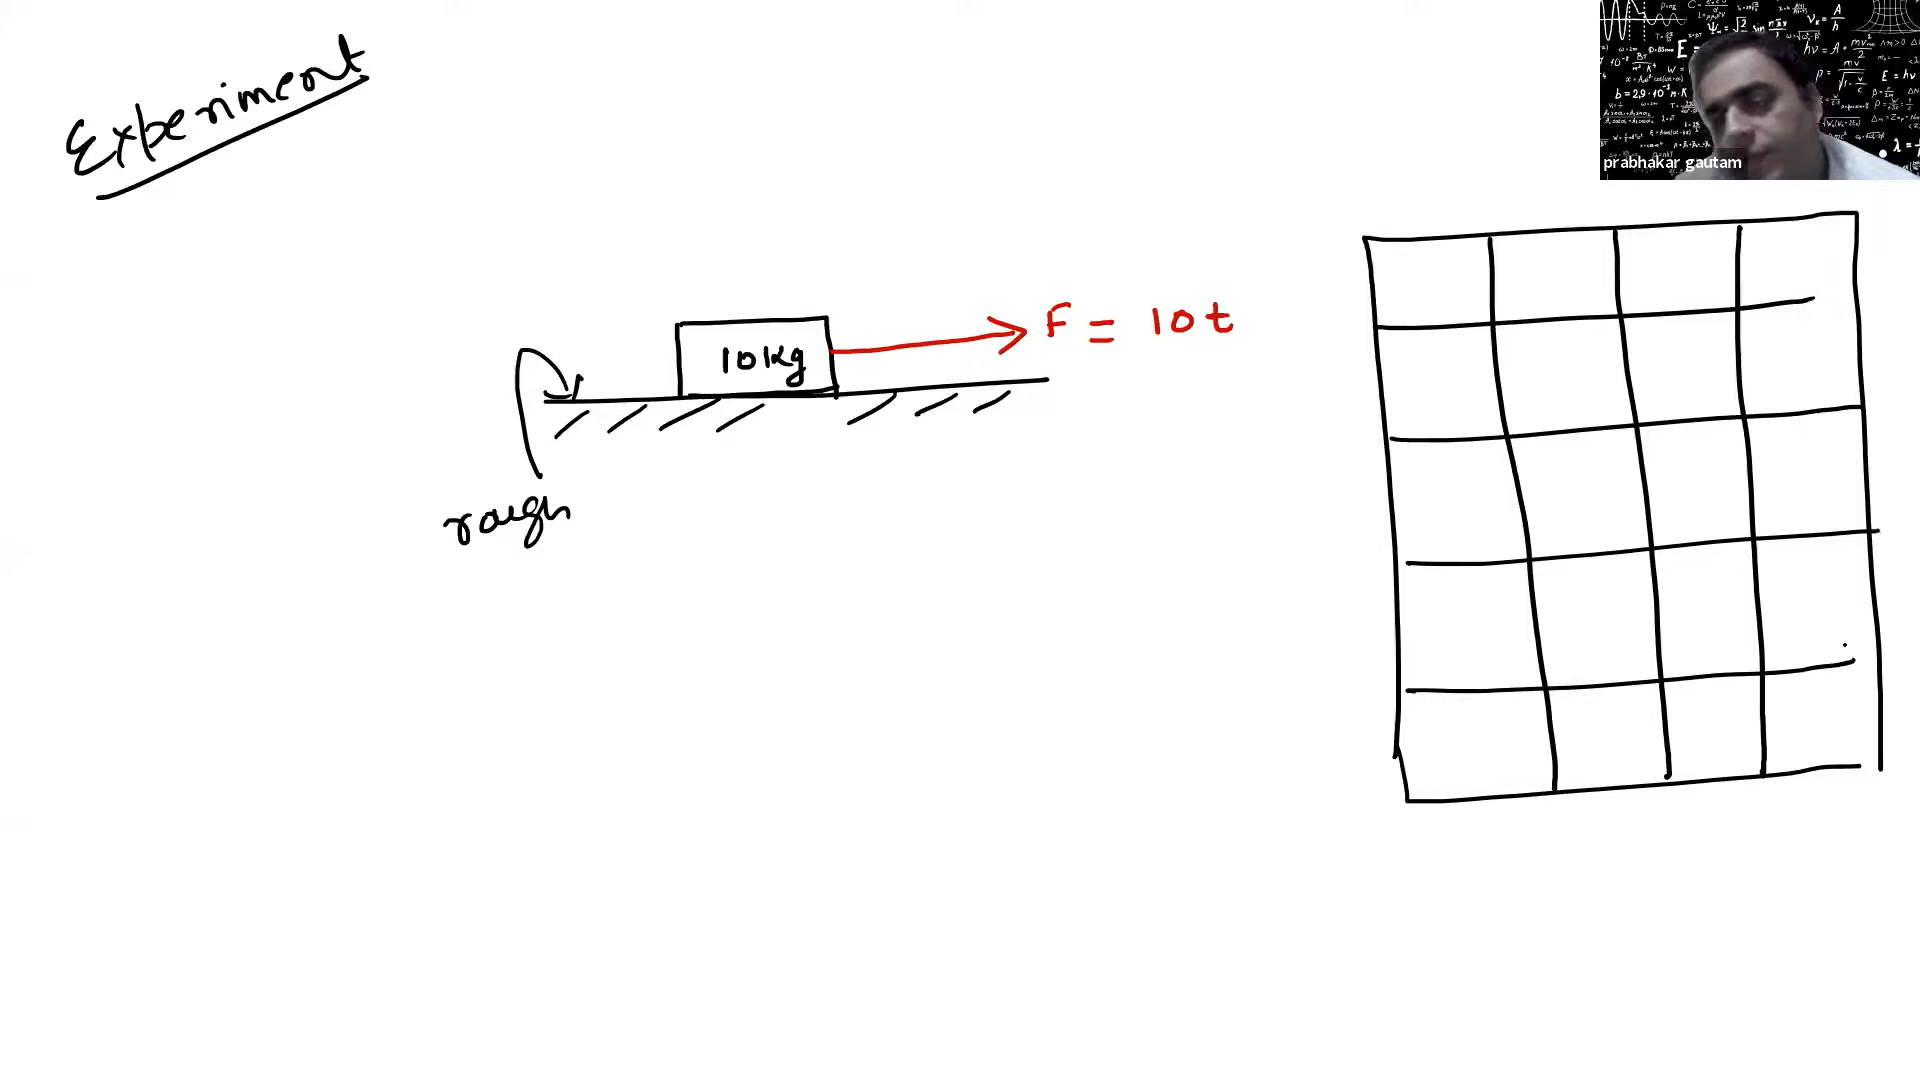 Experiment
F = 10t
10kg
rough
prabhakar gautam